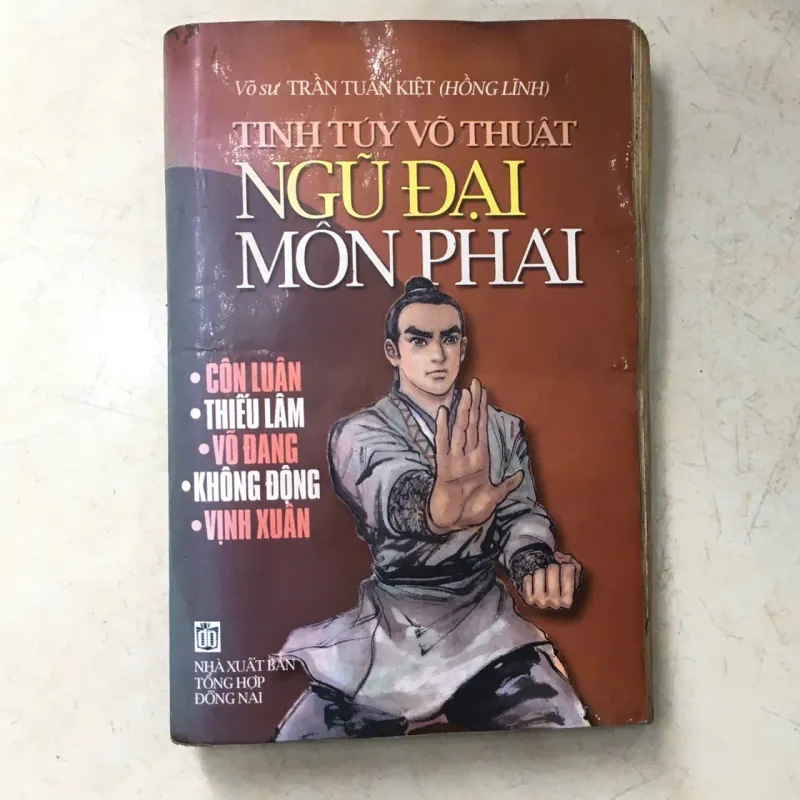 Võ sư TRẦN TUẤN KIỆT (HỒNG LĨNH)
TINH TÚY VÕ THUẬT
NGŨ ĐẠI
MÔN PHÁI
• CÔN LUÂN
• THIẾU LÂM
• VÕ ĐANG
• KHÔNG ĐỘNG
• VỊNH XUÂN
NHÀ XUẤT BẢN
TỔNG HỢP
ĐỒNG NAI